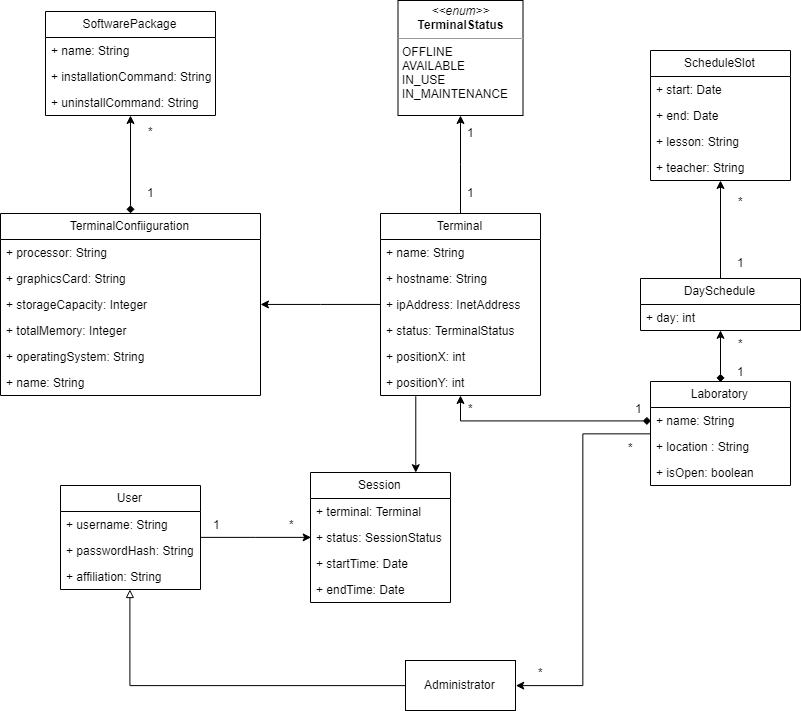 SoftwarePackage
+ name: String
+ installationCommand: String
+ uninstallCommand: String
<<enum>>
TerminalStatus
OFFLINE
AVAILABLE
IN_USE
IN_MAINTENANCE
ScheduleSlot
+ start: Date
+ end: Date
+ lesson: String
+ teacher: String
*
1
1
1
*
1
TerminalConfiiguration
+ processor: String
+ graphicsCard: String
+ storageCapacity: Integer
+ totalMemory: Integer
+ operatingSystem: String
+ name: String
Terminal
+ name: String
+ hostname: String
+ ipAddress: InetAddress
+ status: TerminalStatus
+ positionX: int
+ positionY: int
DaySchedule
+ day: int
*
1
Laboratory
+ name: String
+ location : String
+ isOpen: boolean
*
1
*
User
+ username: String
+ passwordHash: String
+ affiliation: String
1
*
Session
+ terminal: Terminal
+ status: SessionStatus
+ startTime: Date
+ endTime: Date
Administrator
*